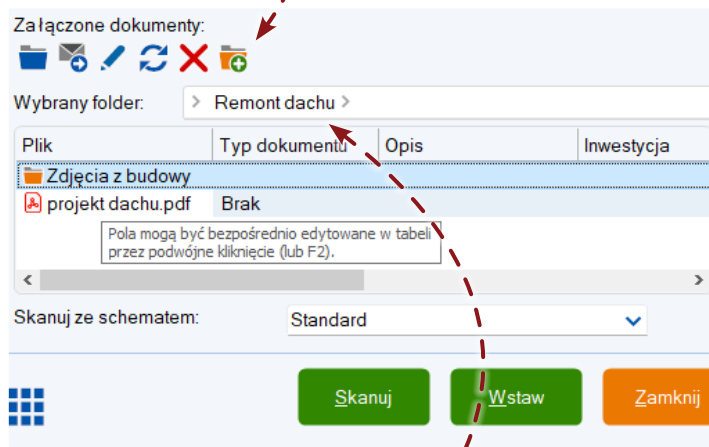 Załączone dokumenty:
Wybrany folder: > Remont dachu >
Plik Typ dokumentu Opis Inwestycja
Zdjęcia z budowy
projekt dachu.pdf Brak
Pola mogą być bezpośrednio edytowane w tabeli
przez podwójne kliknięcie (lub F2).
Skanuj ze schematem: Standard
Skanuj Wstaw Zamknij